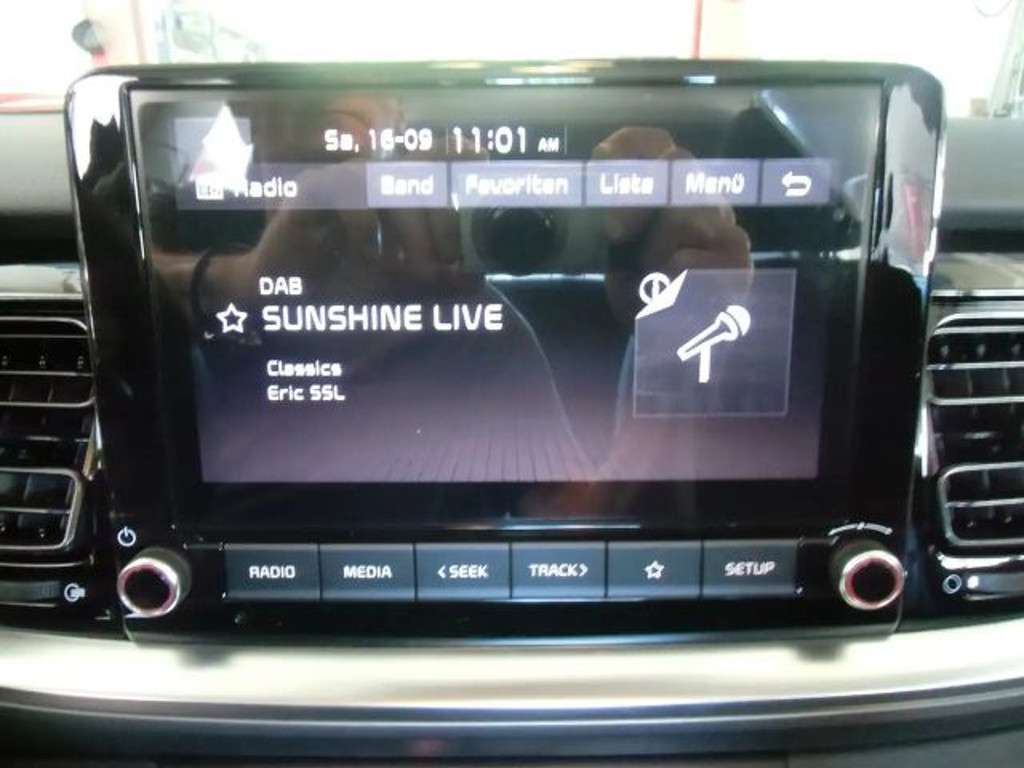 Sa, 16-09 11:01 AM
Radio Band Favoriten Liste Menü
DAB
SUNSHINE LIVE
Classics
Eric SSL
RADIO MEDIA <SEEK TRACK> SETUP